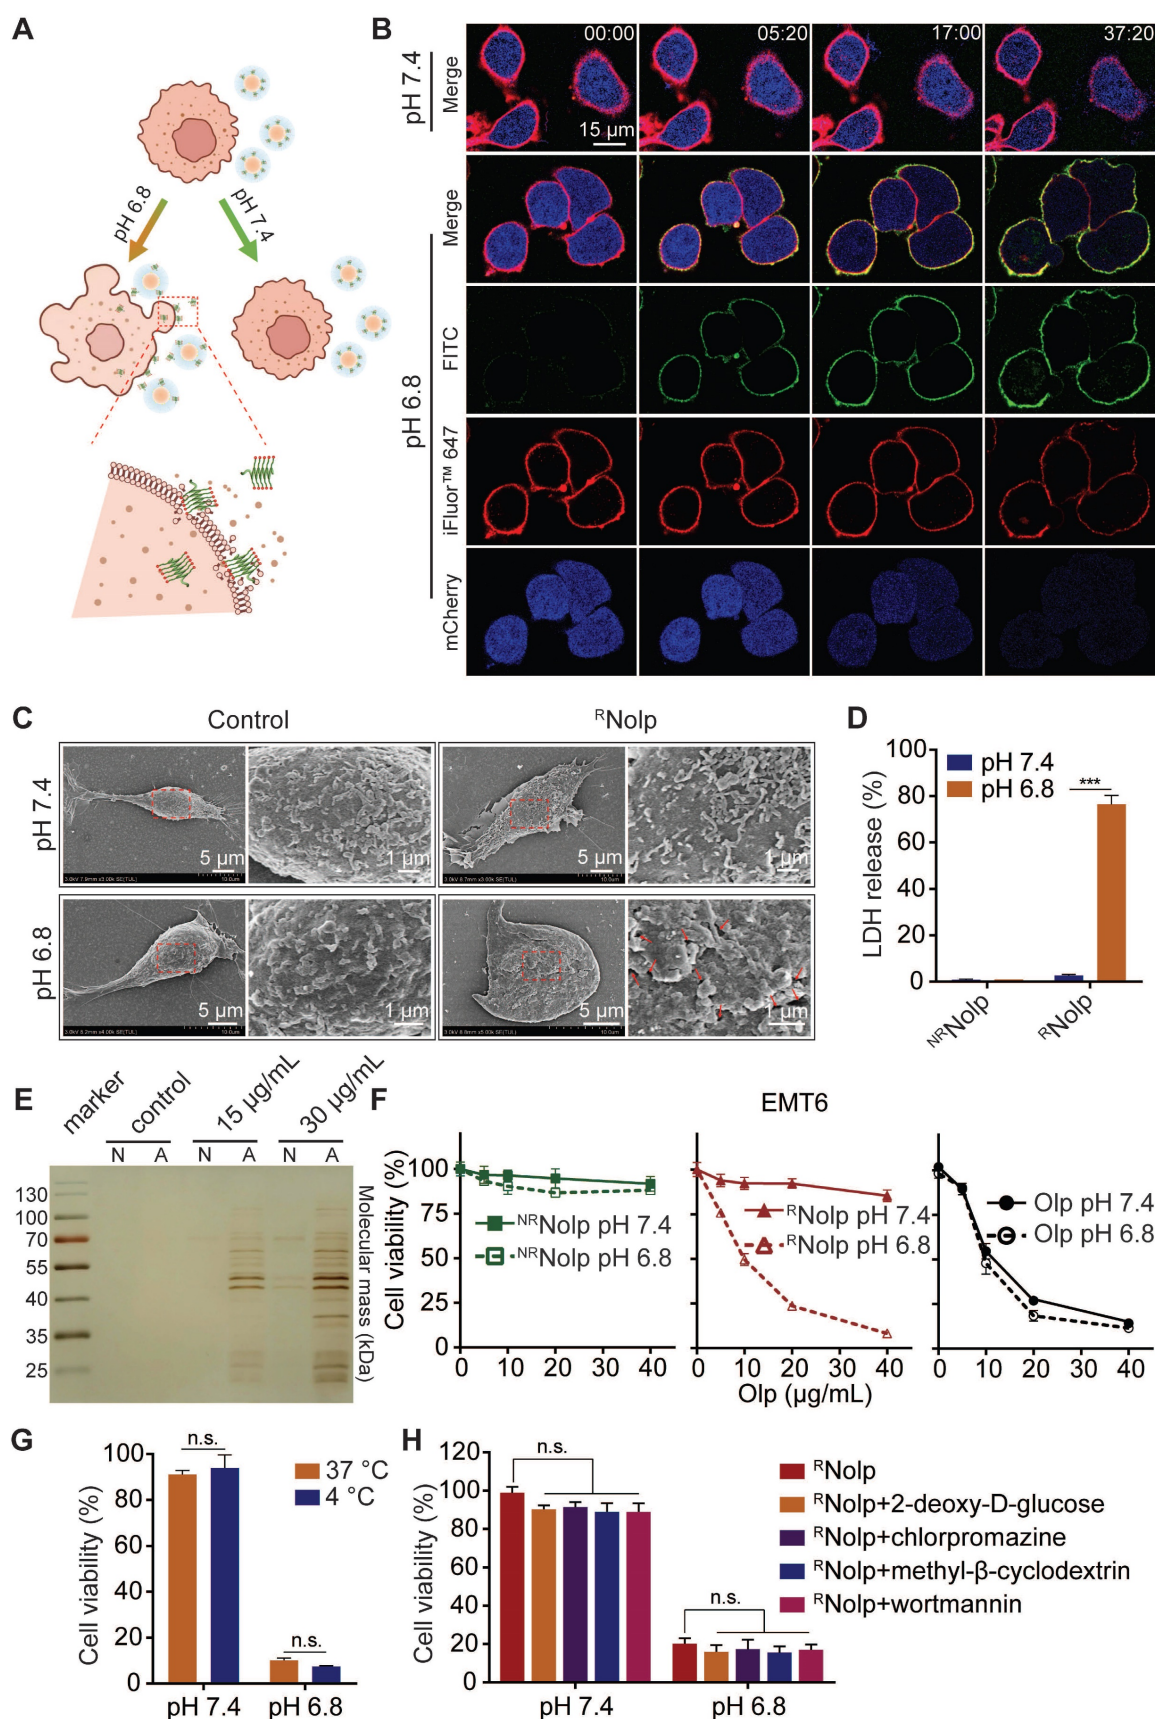 A
pH 6.8
pH 7.4
B
00:00
05:20
17:00
37:20
pH 7.4
Merge
15 µm
pH 6.8
Merge
FITC
iFluor™ 647
mCherry
C
Control
ᴿNolp
pH 7.4
5 µm
1 µm
5 µm
1 µm
pH 6.8
5 µm
1 µm
5 µm
1 µm
D
LDH release (%)
100
80
60
40
20
0
pH 7.4
pH 6.8
***
ᴺᴿNolp
ᴿNolp
E
marker
control
15 µg/mL
30 µg/mL
N A N A N A
130
100
70
55
40
35
25
Molecular mass (kDa)
F
EMT6
Cell viability (%)
100
75
50
25
0
ᴺᴿNolp pH 7.4
ᴺᴿNolp pH 6.8
0 10 20 30 40
ᴿNolp pH 7.4
ᴿNolp pH 6.8
0 10 20 30 40
Olp pH 7.4
Olp pH 6.8
0 10 20 30 40
Olp (µg/mL)
G
Cell viability (%)
100
80
60
40
20
0
n.s.
n.s.
37 °C
4 °C
pH 7.4
pH 6.8
H
Cell viability (%)
120
100
80
60
40
20
0
n.s.
n.s.
ᴿNolp
ᴿNolp+2-deoxy-D-glucose
ᴿNolp+chlorpromazine
ᴿNolp+methyl-β-cyclodextrin
ᴿNolp+wortmannin
pH 7.4
pH 6.8